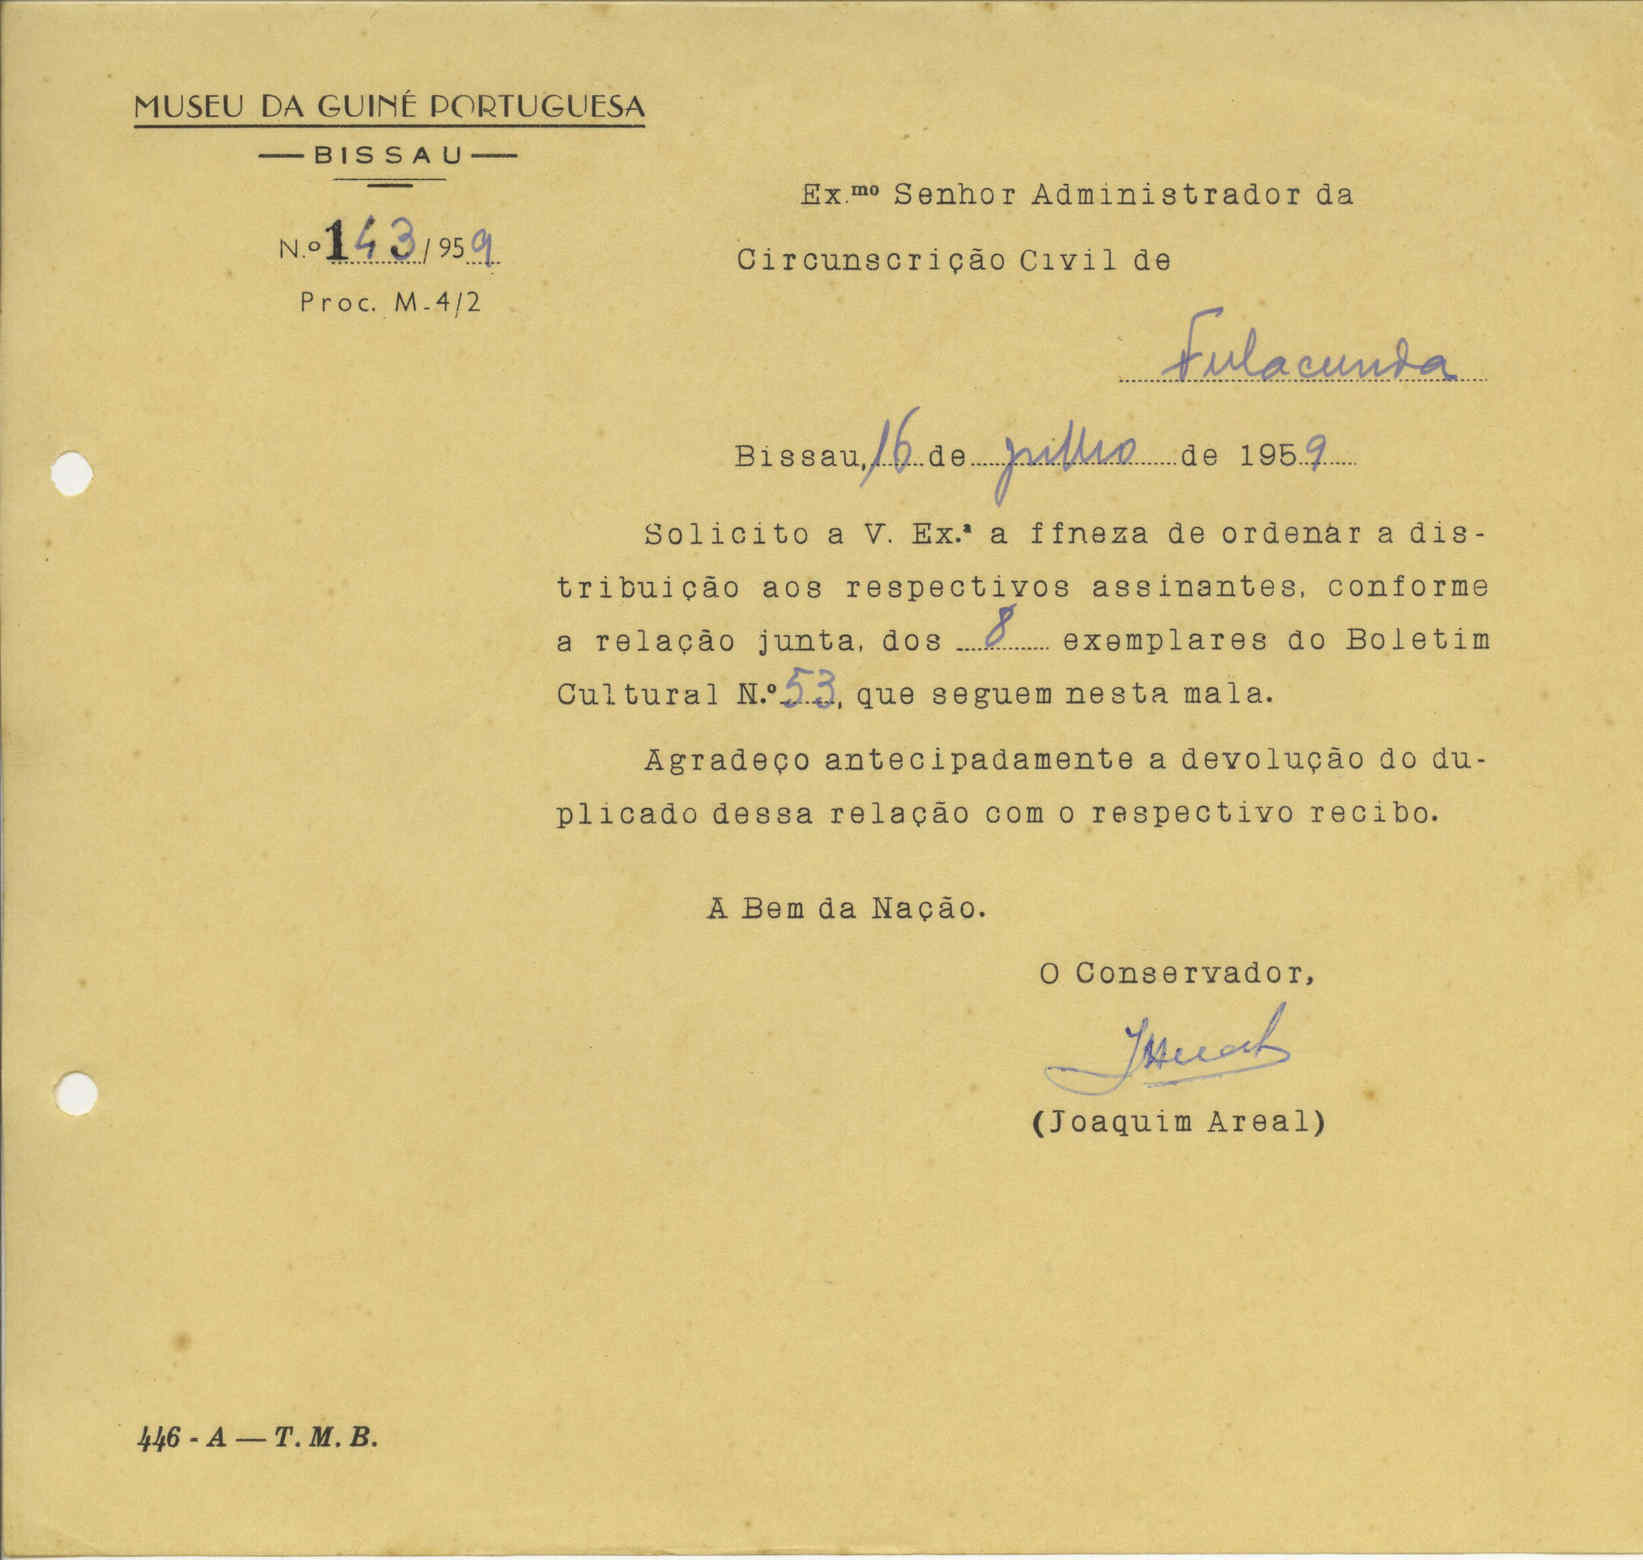 MUSEU DA GUINÉ PORTUGUESA
— BISSAU —
N.º 143/959
Proc. M-4/2
Ex.mo Senhor Administrador da
Circunscrição Civil de
Fulacunda
Bissau, 16 de julho de 1959
Solicito a V. Ex.ª a ffneza de ordenar a dis-
tribuição aos respectivos assinantes, conforme
a relação junta, dos 8 exemplares do Boletim
Cultural N.º 53, que seguem nesta mala.
Agradeço antecipadamente a devolução do du-
plicado dessa relação com o respectivo recibo.
A Bem da Nação.
O Conservador,
(Joaquim Areal)
446 - A — T. M. B.